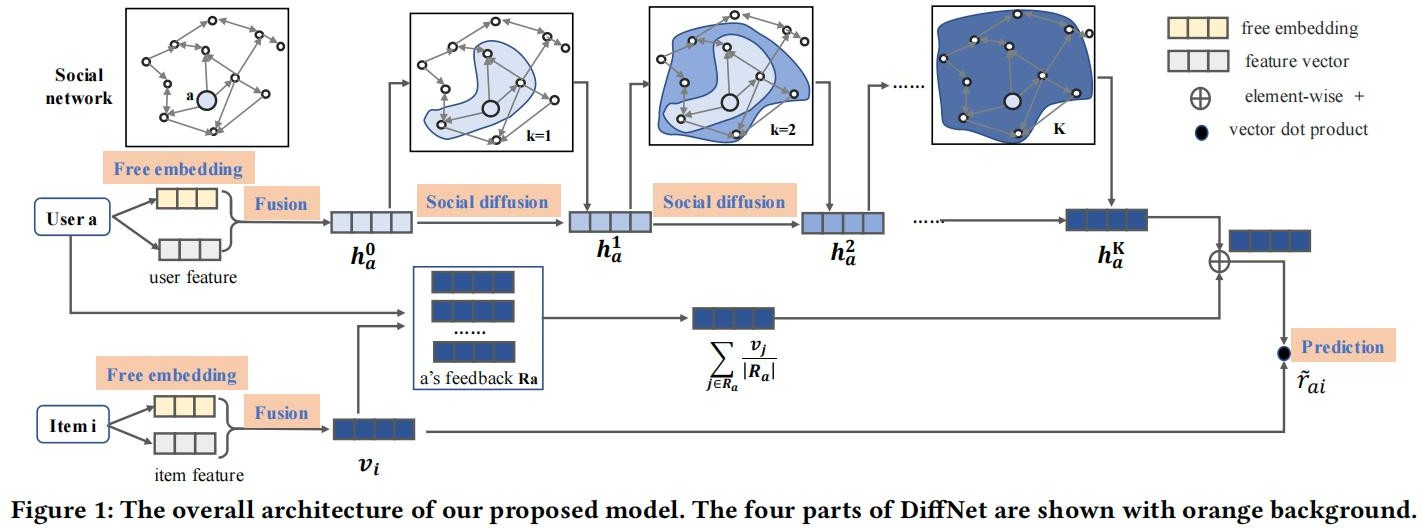 Social
network
a
k=1
k=2
......
K
free embedding
feature vector
element-wise +
vector dot product
Free embedding
User a
user feature
Fusion
h_a^0
Social diffusion
h_a^1
Social diffusion
h_a^2
......
h_a^K
......
a's feedback Ra
∑_{j∈R_a} v_j/|R_a|
Prediction
r̃_{ai}
Free embedding
Item i
item feature
Fusion
v_i
Figure 1: The overall architecture of our proposed model. The four parts of DiffNet are shown with orange background.